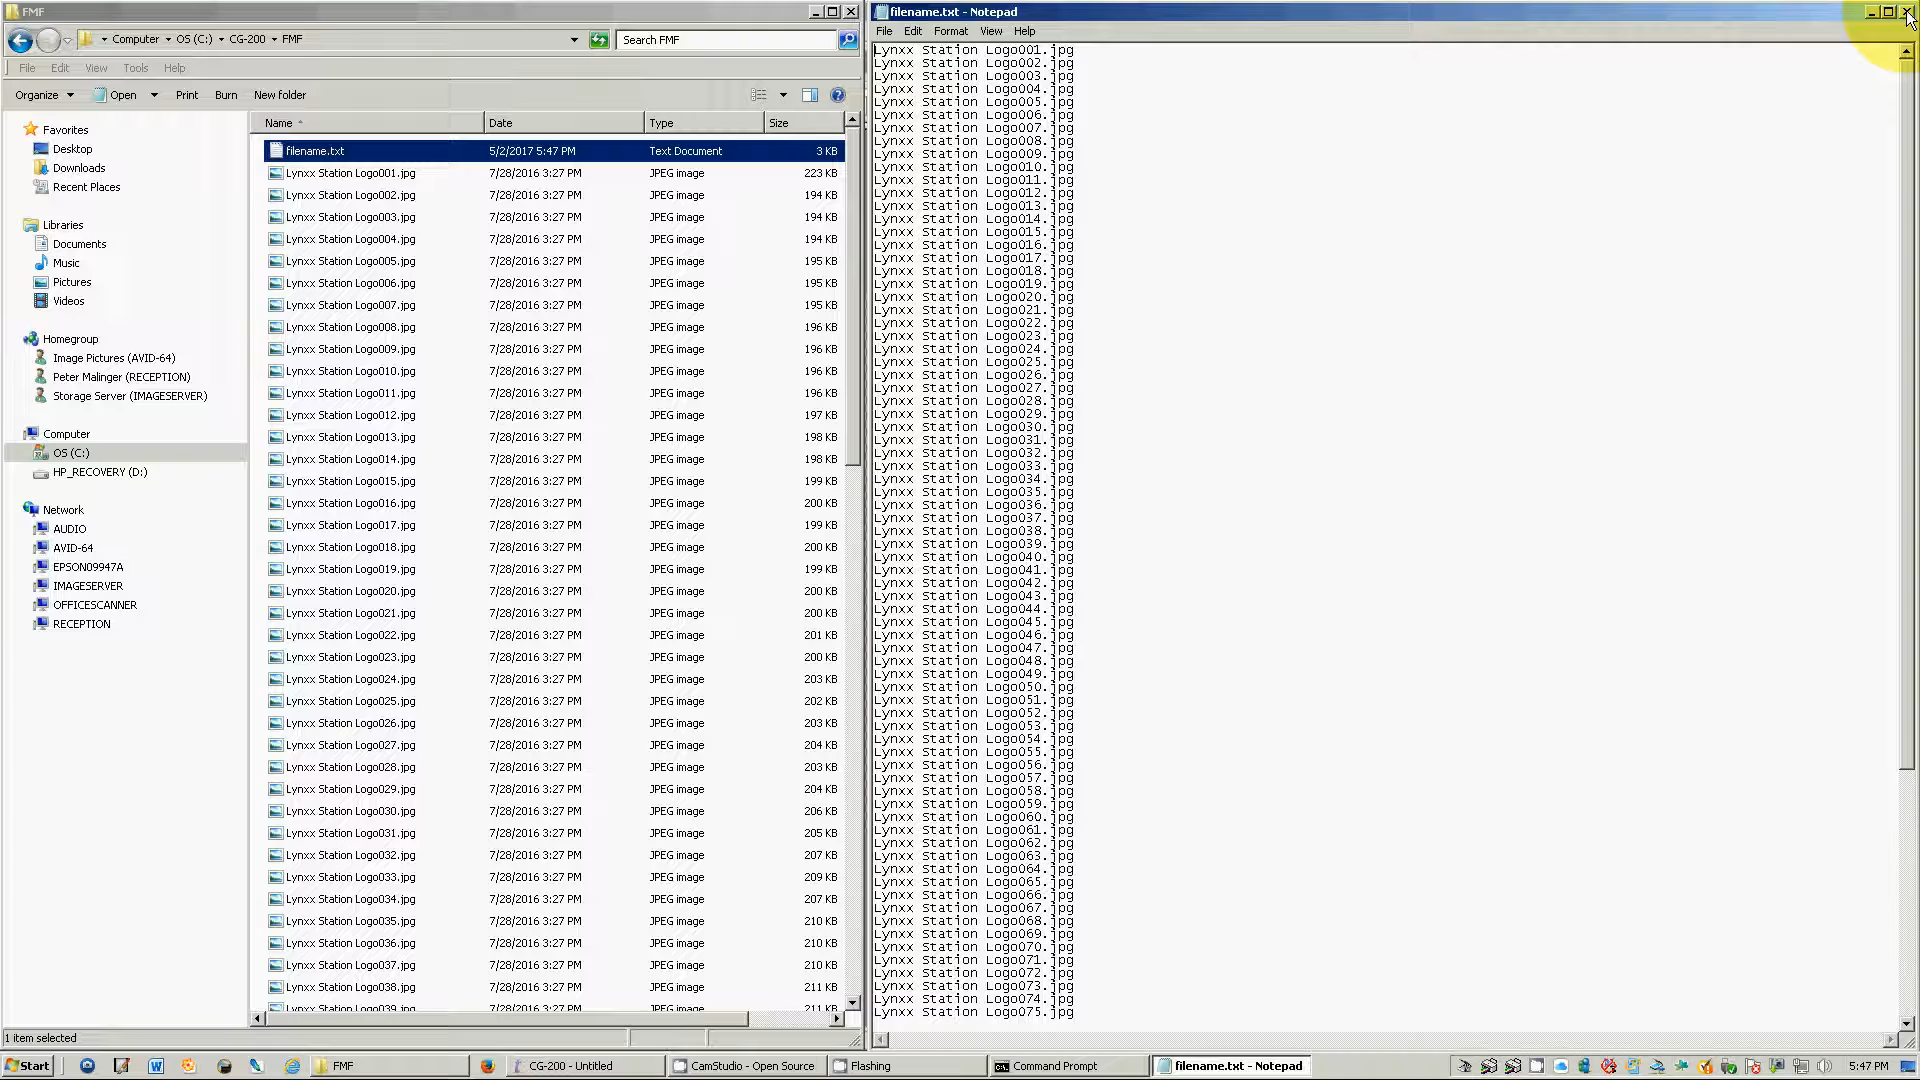 FMF
Computer OS (C:) CG-200 FMF
Search FMF
File Edit View Tools Help
Organize Open Print Burn New folder
Name Date Type Size
Favorites
Desktop
Downloads
Recent Places
Libraries
Documents
Music
Pictures
Videos
Homegroup
Image Pictures (AVID-64)
Peter Malinger (RECEPTION)
Storage Server (IMAGESERVER)
Computer
OS (C:)
HP_RECOVERY (D:)
Network
AUDIO
AVID-64
EPSON09947A
IMAGESERVER
OFFICESCANNER
RECEPTION
filename.txt 5/2/2017 5:47 PM Text Document 3 KB
Lynxx Station Logo001.jpg 7/28/2016 3:27 PM JPEG image 223 KB
Lynxx Station Logo002.jpg 7/28/2016 3:27 PM JPEG image 194 KB
Lynxx Station Logo003.jpg 7/28/2016 3:27 PM JPEG image 194 KB
Lynxx Station Logo004.jpg 7/28/2016 3:27 PM JPEG image 194 KB
Lynxx Station Logo005.jpg 7/28/2016 3:27 PM JPEG image 195 KB
Lynxx Station Logo006.jpg 7/28/2016 3:27 PM JPEG image 195 KB
Lynxx Station Logo007.jpg 7/28/2016 3:27 PM JPEG image 195 KB
Lynxx Station Logo008.jpg 7/28/2016 3:27 PM JPEG image 196 KB
Lynxx Station Logo009.jpg 7/28/2016 3:27 PM JPEG image 196 KB
Lynxx Station Logo010.jpg 7/28/2016 3:27 PM JPEG image 196 KB
Lynxx Station Logo011.jpg 7/28/2016 3:27 PM JPEG image 196 KB
Lynxx Station Logo012.jpg 7/28/2016 3:27 PM JPEG image 197 KB
Lynxx Station Logo013.jpg 7/28/2016 3:27 PM JPEG image 198 KB
Lynxx Station Logo014.jpg 7/28/2016 3:27 PM JPEG image 198 KB
Lynxx Station Logo015.jpg 7/28/2016 3:27 PM JPEG image 199 KB
Lynxx Station Logo016.jpg 7/28/2016 3:27 PM JPEG image 200 KB
Lynxx Station Logo017.jpg 7/28/2016 3:27 PM JPEG image 199 KB
Lynxx Station Logo018.jpg 7/28/2016 3:27 PM JPEG image 200 KB
Lynxx Station Logo019.jpg 7/28/2016 3:27 PM JPEG image 199 KB
Lynxx Station Logo020.jpg 7/28/2016 3:27 PM JPEG image 200 KB
Lynxx Station Logo021.jpg 7/28/2016 3:27 PM JPEG image 200 KB
Lynxx Station Logo022.jpg 7/28/2016 3:27 PM JPEG image 201 KB
Lynxx Station Logo023.jpg 7/28/2016 3:27 PM JPEG image 200 KB
Lynxx Station Logo024.jpg 7/28/2016 3:27 PM JPEG image 203 KB
Lynxx Station Logo025.jpg 7/28/2016 3:27 PM JPEG image 202 KB
Lynxx Station Logo026.jpg 7/28/2016 3:27 PM JPEG image 203 KB
Lynxx Station Logo027.jpg 7/28/2016 3:27 PM JPEG image 204 KB
Lynxx Station Logo028.jpg 7/28/2016 3:27 PM JPEG image 203 KB
Lynxx Station Logo029.jpg 7/28/2016 3:27 PM JPEG image 204 KB
Lynxx Station Logo030.jpg 7/28/2016 3:27 PM JPEG image 206 KB
Lynxx Station Logo031.jpg 7/28/2016 3:27 PM JPEG image 205 KB
Lynxx Station Logo032.jpg 7/28/2016 3:27 PM JPEG image 207 KB
Lynxx Station Logo033.jpg 7/28/2016 3:27 PM JPEG image 209 KB
Lynxx Station Logo034.jpg 7/28/2016 3:27 PM JPEG image 207 KB
Lynxx Station Logo035.jpg 7/28/2016 3:27 PM JPEG image 210 KB
Lynxx Station Logo036.jpg 7/28/2016 3:27 PM JPEG image 210 KB
Lynxx Station Logo037.jpg 7/28/2016 3:27 PM JPEG image 210 KB
Lynxx Station Logo038.jpg 7/28/2016 3:27 PM JPEG image 211 KB
Lynxx Station Logo039.jpg 7/28/2016 3:27 PM JPEG image 211 KB
1 item selected
filename.txt - Notepad
File Edit Format View Help
Lynxx Station Logo001.jpg
Lynxx Station Logo002.jpg
Lynxx Station Logo003.jpg
Lynxx Station Logo004.jpg
Lynxx Station Logo005.jpg
Lynxx Station Logo006.jpg
Lynxx Station Logo007.jpg
Lynxx Station Logo008.jpg
Lynxx Station Logo009.jpg
Lynxx Station Logo010.jpg
Lynxx Station Logo011.jpg
Lynxx Station Logo012.jpg
Lynxx Station Logo013.jpg
Lynxx Station Logo014.jpg
Lynxx Station Logo015.jpg
Lynxx Station Logo016.jpg
Lynxx Station Logo017.jpg
Lynxx Station Logo018.jpg
Lynxx Station Logo019.jpg
Lynxx Station Logo020.jpg
Lynxx Station Logo021.jpg
Lynxx Station Logo022.jpg
Lynxx Station Logo023.jpg
Lynxx Station Logo024.jpg
Lynxx Station Logo025.jpg
Lynxx Station Logo026.jpg
Lynxx Station Logo027.jpg
Lynxx Station Logo028.jpg
Lynxx Station Logo029.jpg
Lynxx Station Logo030.jpg
Lynxx Station Logo031.jpg
Lynxx Station Logo032.jpg
Lynxx Station Logo033.jpg
Lynxx Station Logo034.jpg
Lynxx Station Logo035.jpg
Lynxx Station Logo036.jpg
Lynxx Station Logo037.jpg
Lynxx Station Logo038.jpg
Lynxx Station Logo039.jpg
Lynxx Station Logo040.jpg
Lynxx Station Logo041.jpg
Lynxx Station Logo042.jpg
Lynxx Station Logo043.jpg
Lynxx Station Logo044.jpg
Lynxx Station Logo045.jpg
Lynxx Station Logo046.jpg
Lynxx Station Logo047.jpg
Lynxx Station Logo048.jpg
Lynxx Station Logo049.jpg
Lynxx Station Logo050.jpg
Lynxx Station Logo051.jpg
Lynxx Station Logo052.jpg
Lynxx Station Logo053.jpg
Lynxx Station Logo054.jpg
Lynxx Station Logo055.jpg
Lynxx Station Logo056.jpg
Lynxx Station Logo057.jpg
Lynxx Station Logo058.jpg
Lynxx Station Logo059.jpg
Lynxx Station Logo060.jpg
Lynxx Station Logo061.jpg
Lynxx Station Logo062.jpg
Lynxx Station Logo063.jpg
Lynxx Station Logo064.jpg
Lynxx Station Logo065.jpg
Lynxx Station Logo066.jpg
Lynxx Station Logo067.jpg
Lynxx Station Logo068.jpg
Lynxx Station Logo069.jpg
Lynxx Station Logo070.jpg
Lynxx Station Logo071.jpg
Lynxx Station Logo072.jpg
Lynxx Station Logo073.jpg
Lynxx Station Logo074.jpg
Lynxx Station Logo075.jpg
Start FMF CG-200 - Untitled CamStudio - Open Source Flashing Command Prompt filename.txt - Notepad 5:47 PM